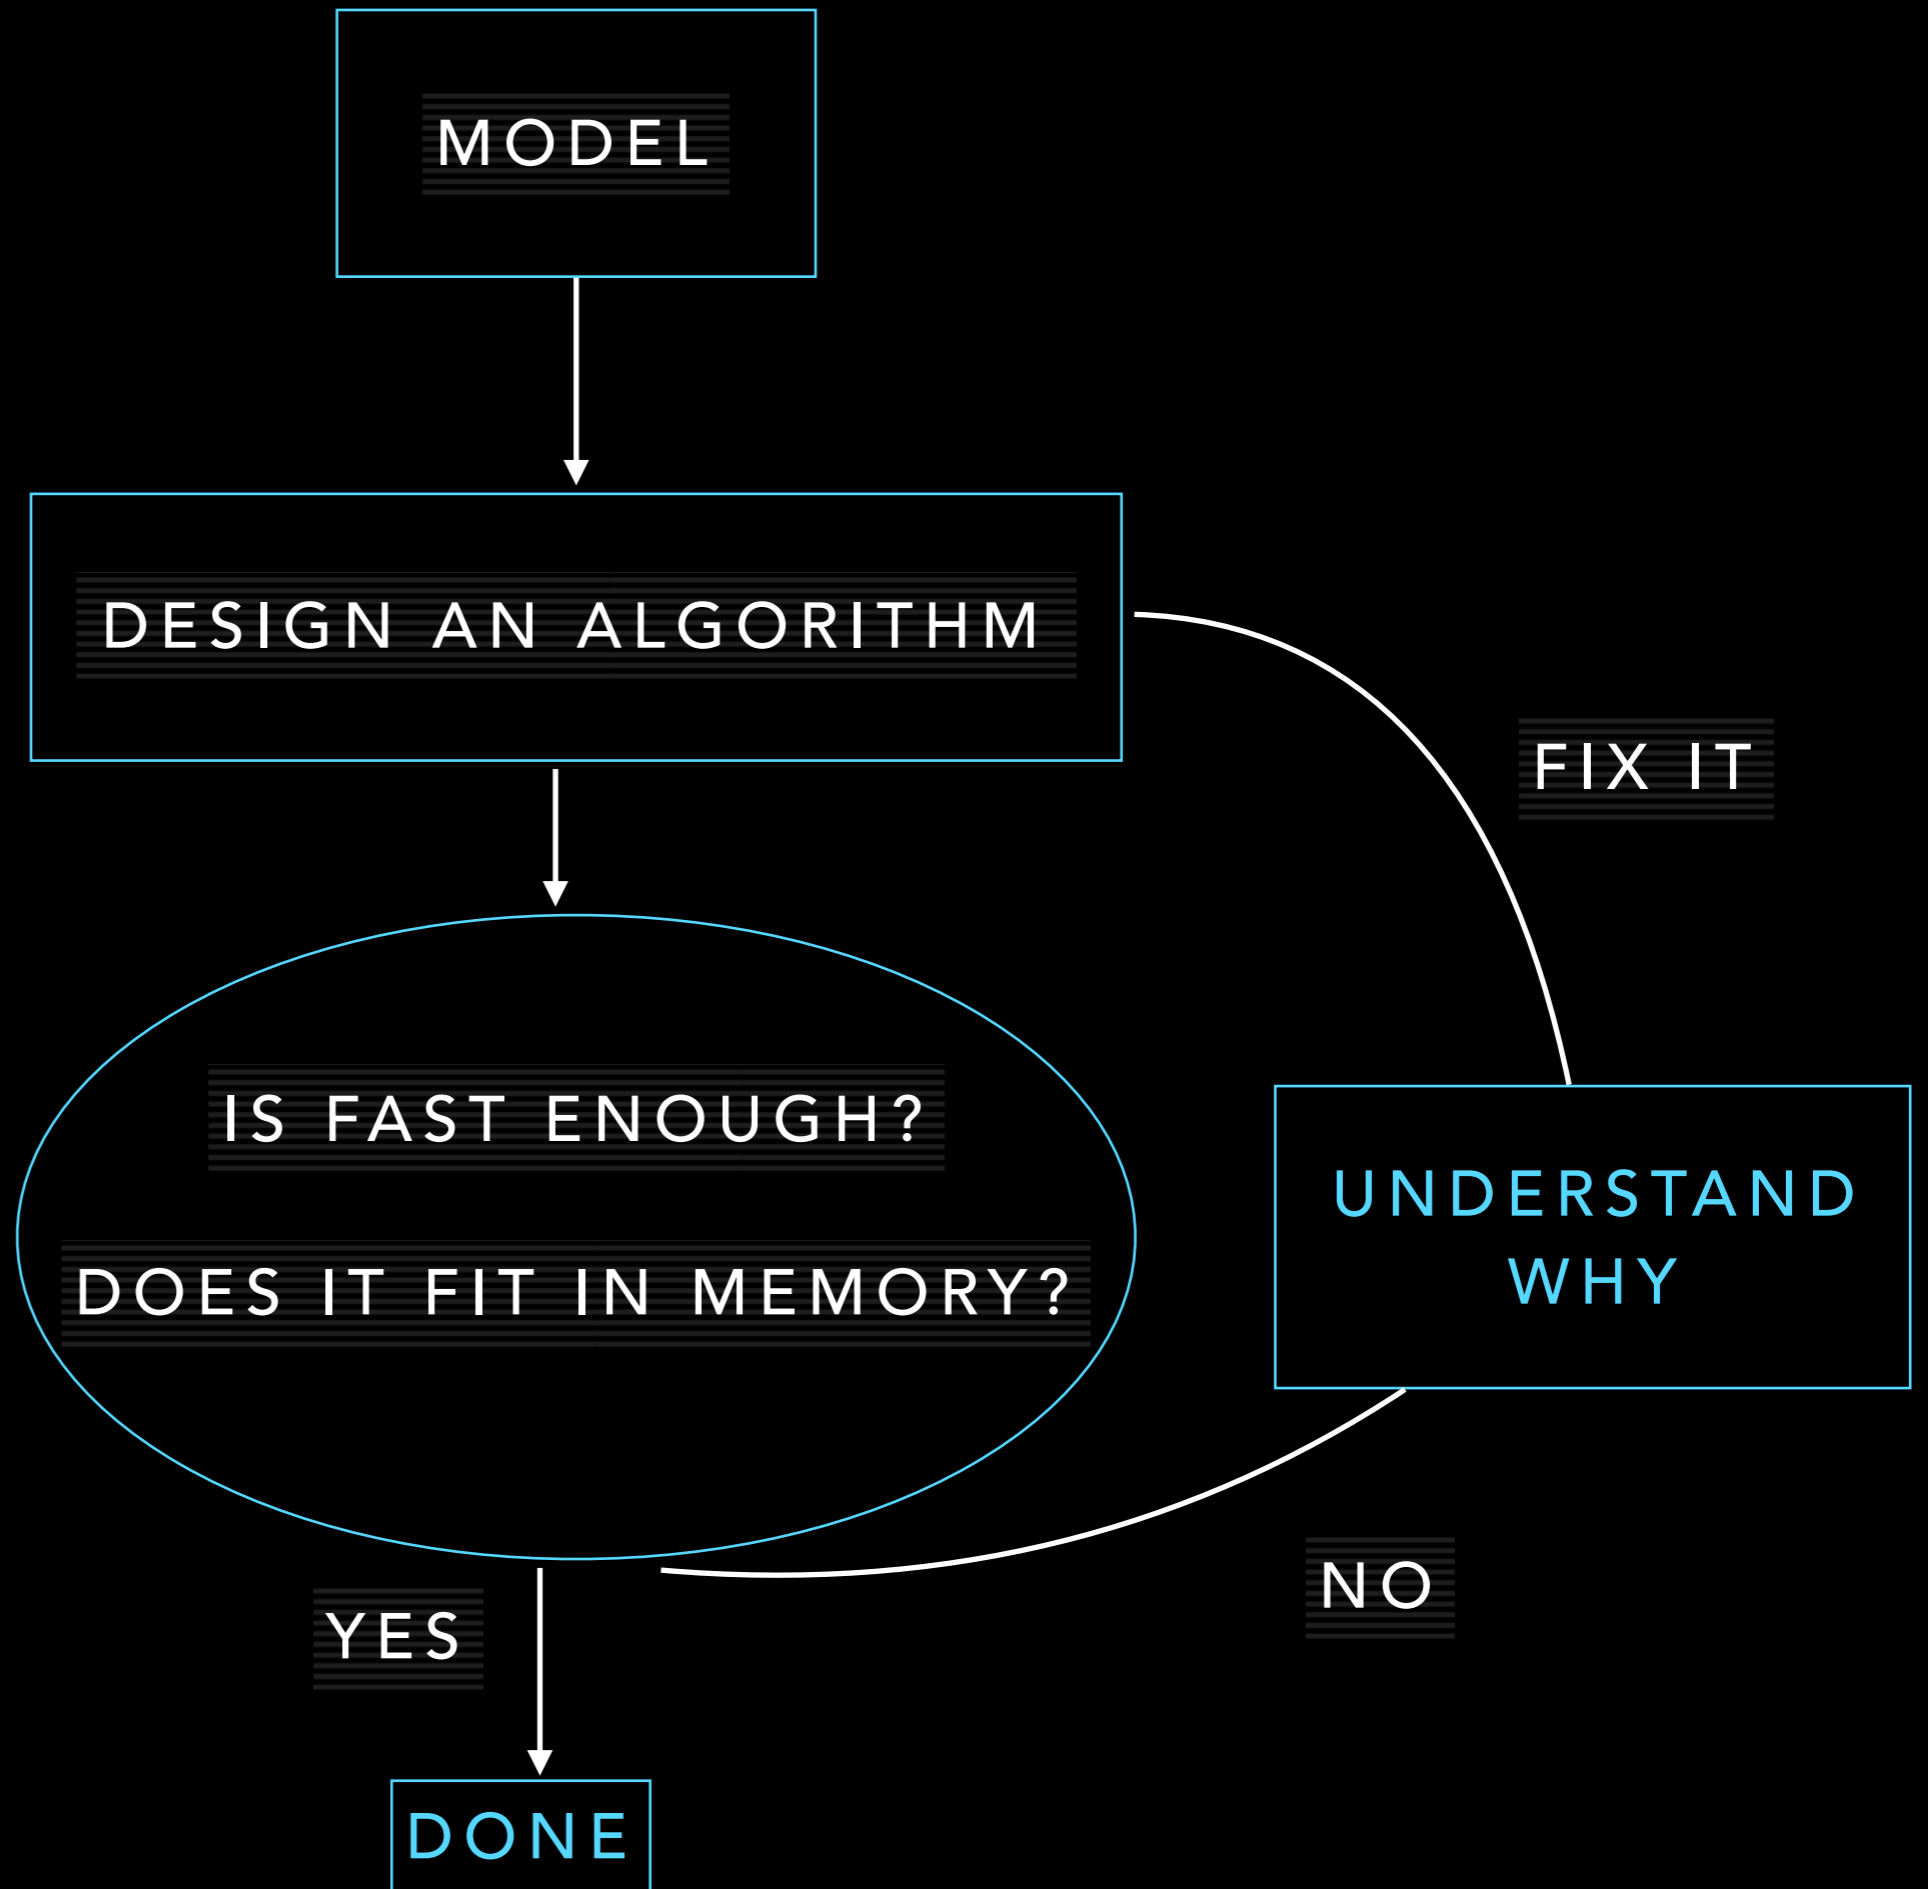 MODEL
DESIGN AN ALGORITHM
FIX IT
IS FAST ENOUGH?
DOES IT FIT IN MEMORY?
UNDERSTAND
WHY
NO
YES
DONE